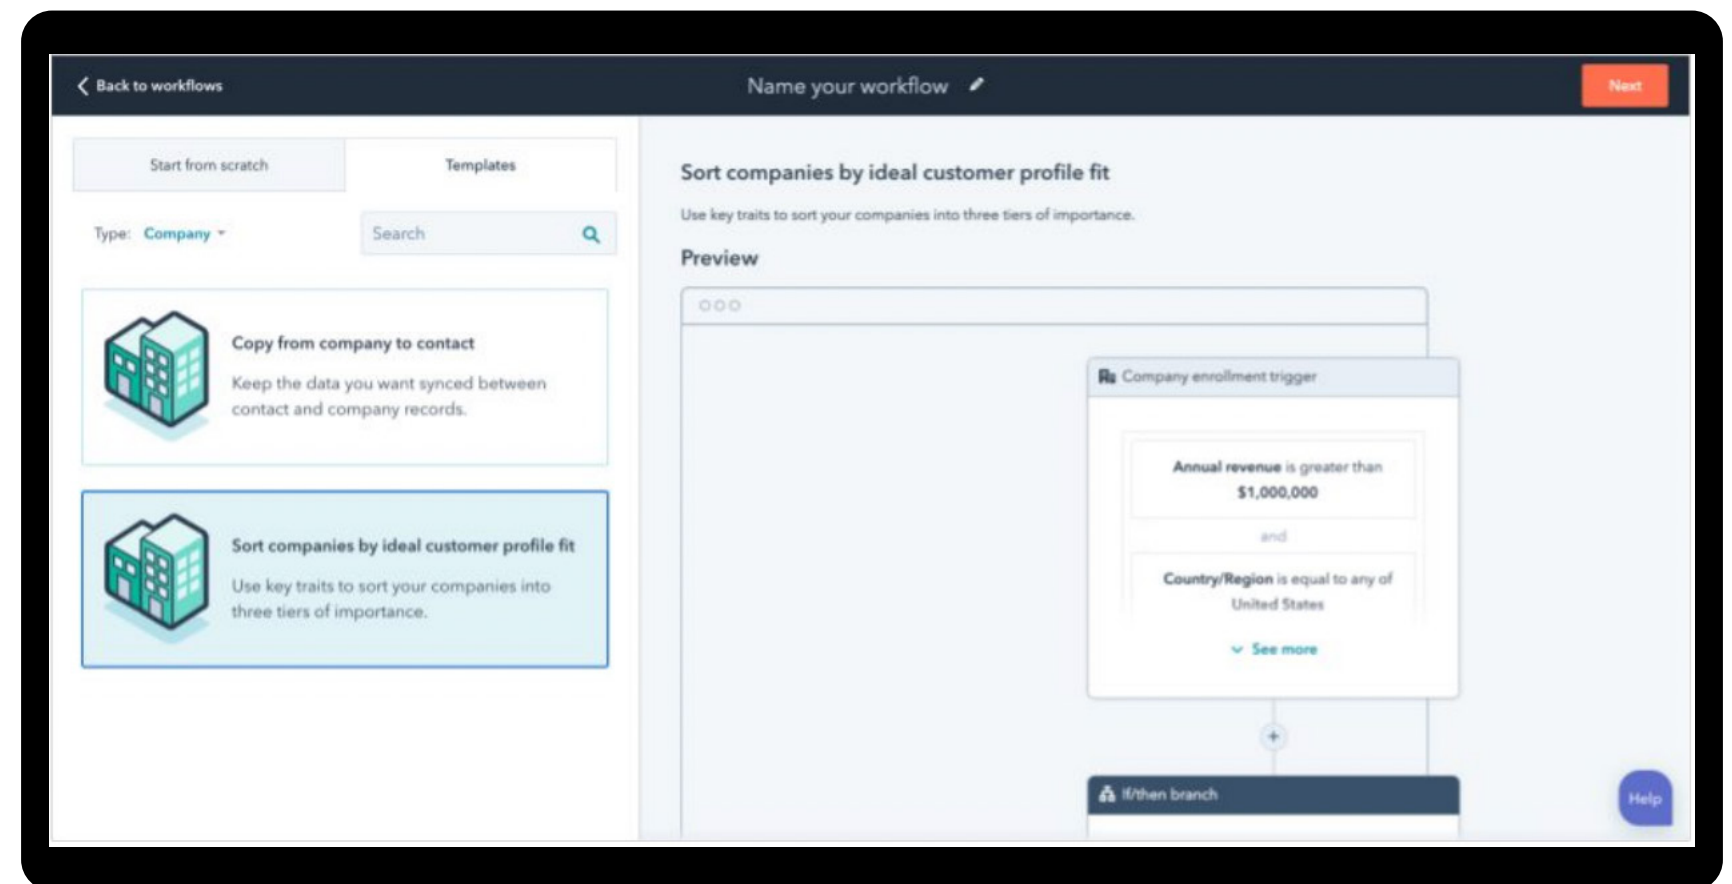 Back to workflows
Name your workflow
Next
Start from scratch
Templates
Type: Company
Search
Copy from company to contact
Keep the data you want synced between
contact and company records.
Sort companies by ideal customer profile fit
Use key traits to sort your companies into
three tiers of importance.
Sort companies by ideal customer profile fit
Use key traits to sort your companies into three tiers of importance.
Preview
Company enrollment trigger
Annual revenue is greater than
$1,000,000
and
Country/Region is equal to any of
United States
See more
If/then branch
Help